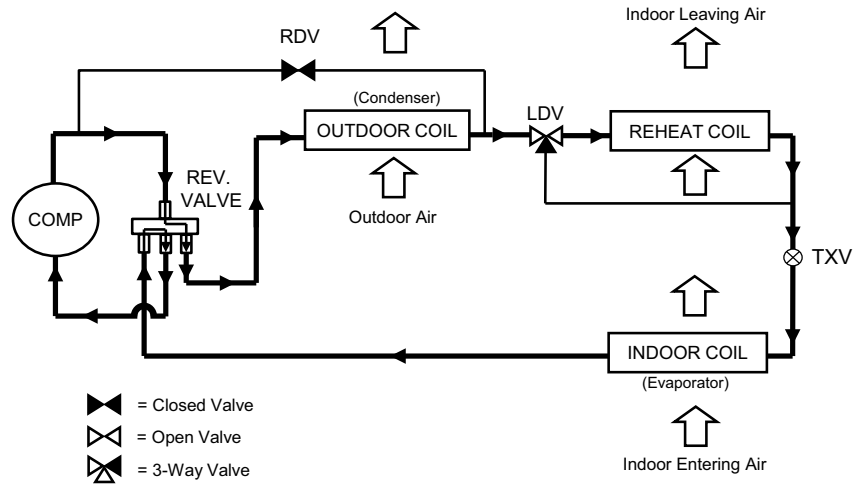 Indoor Leaving Air
RDV
(Condenser)
OUTDOOR COIL
LDV
REHEAT COIL
REV.
VALVE
COMP
Outdoor Air
TXV
INDOOR COIL
(Evaporator)
= Closed Valve
= Open Valve
= 3-Way Valve
Indoor Entering Air